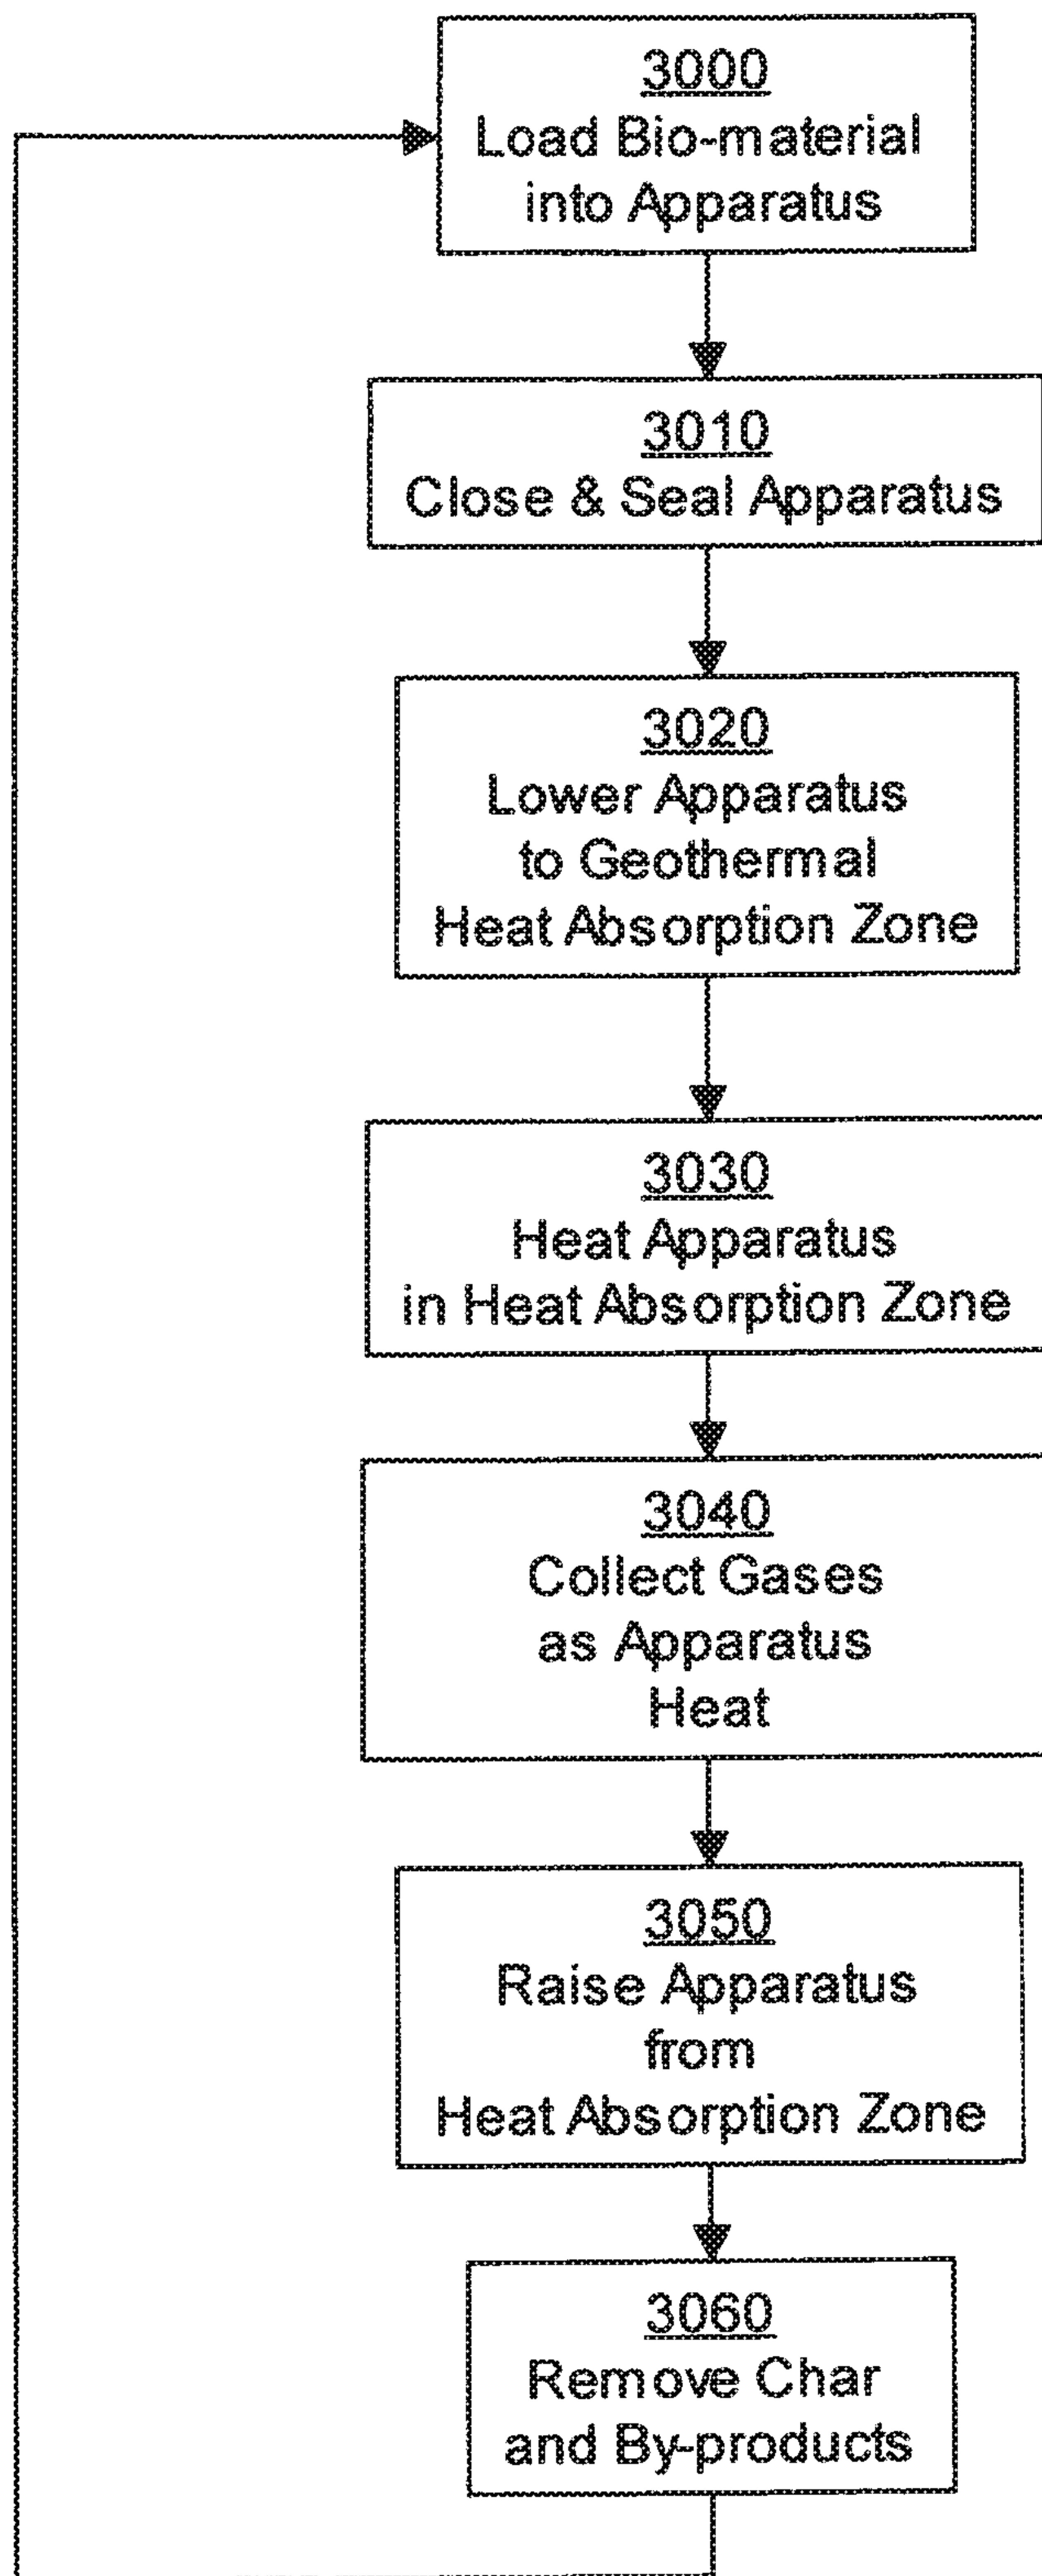 3000
Load Bio-material
into Apparatus
3010
Close & Seal Apparatus
3020
Lower Apparatus
to Geothermal
Heat Absorption Zone
3030
Heat Apparatus
in Heat Absorption Zone
3040
Collect Gases
as Apparatus
Heat
3050
Raise Apparatus
from
Heat Absorption Zone
3060
Remove Char
and By-products